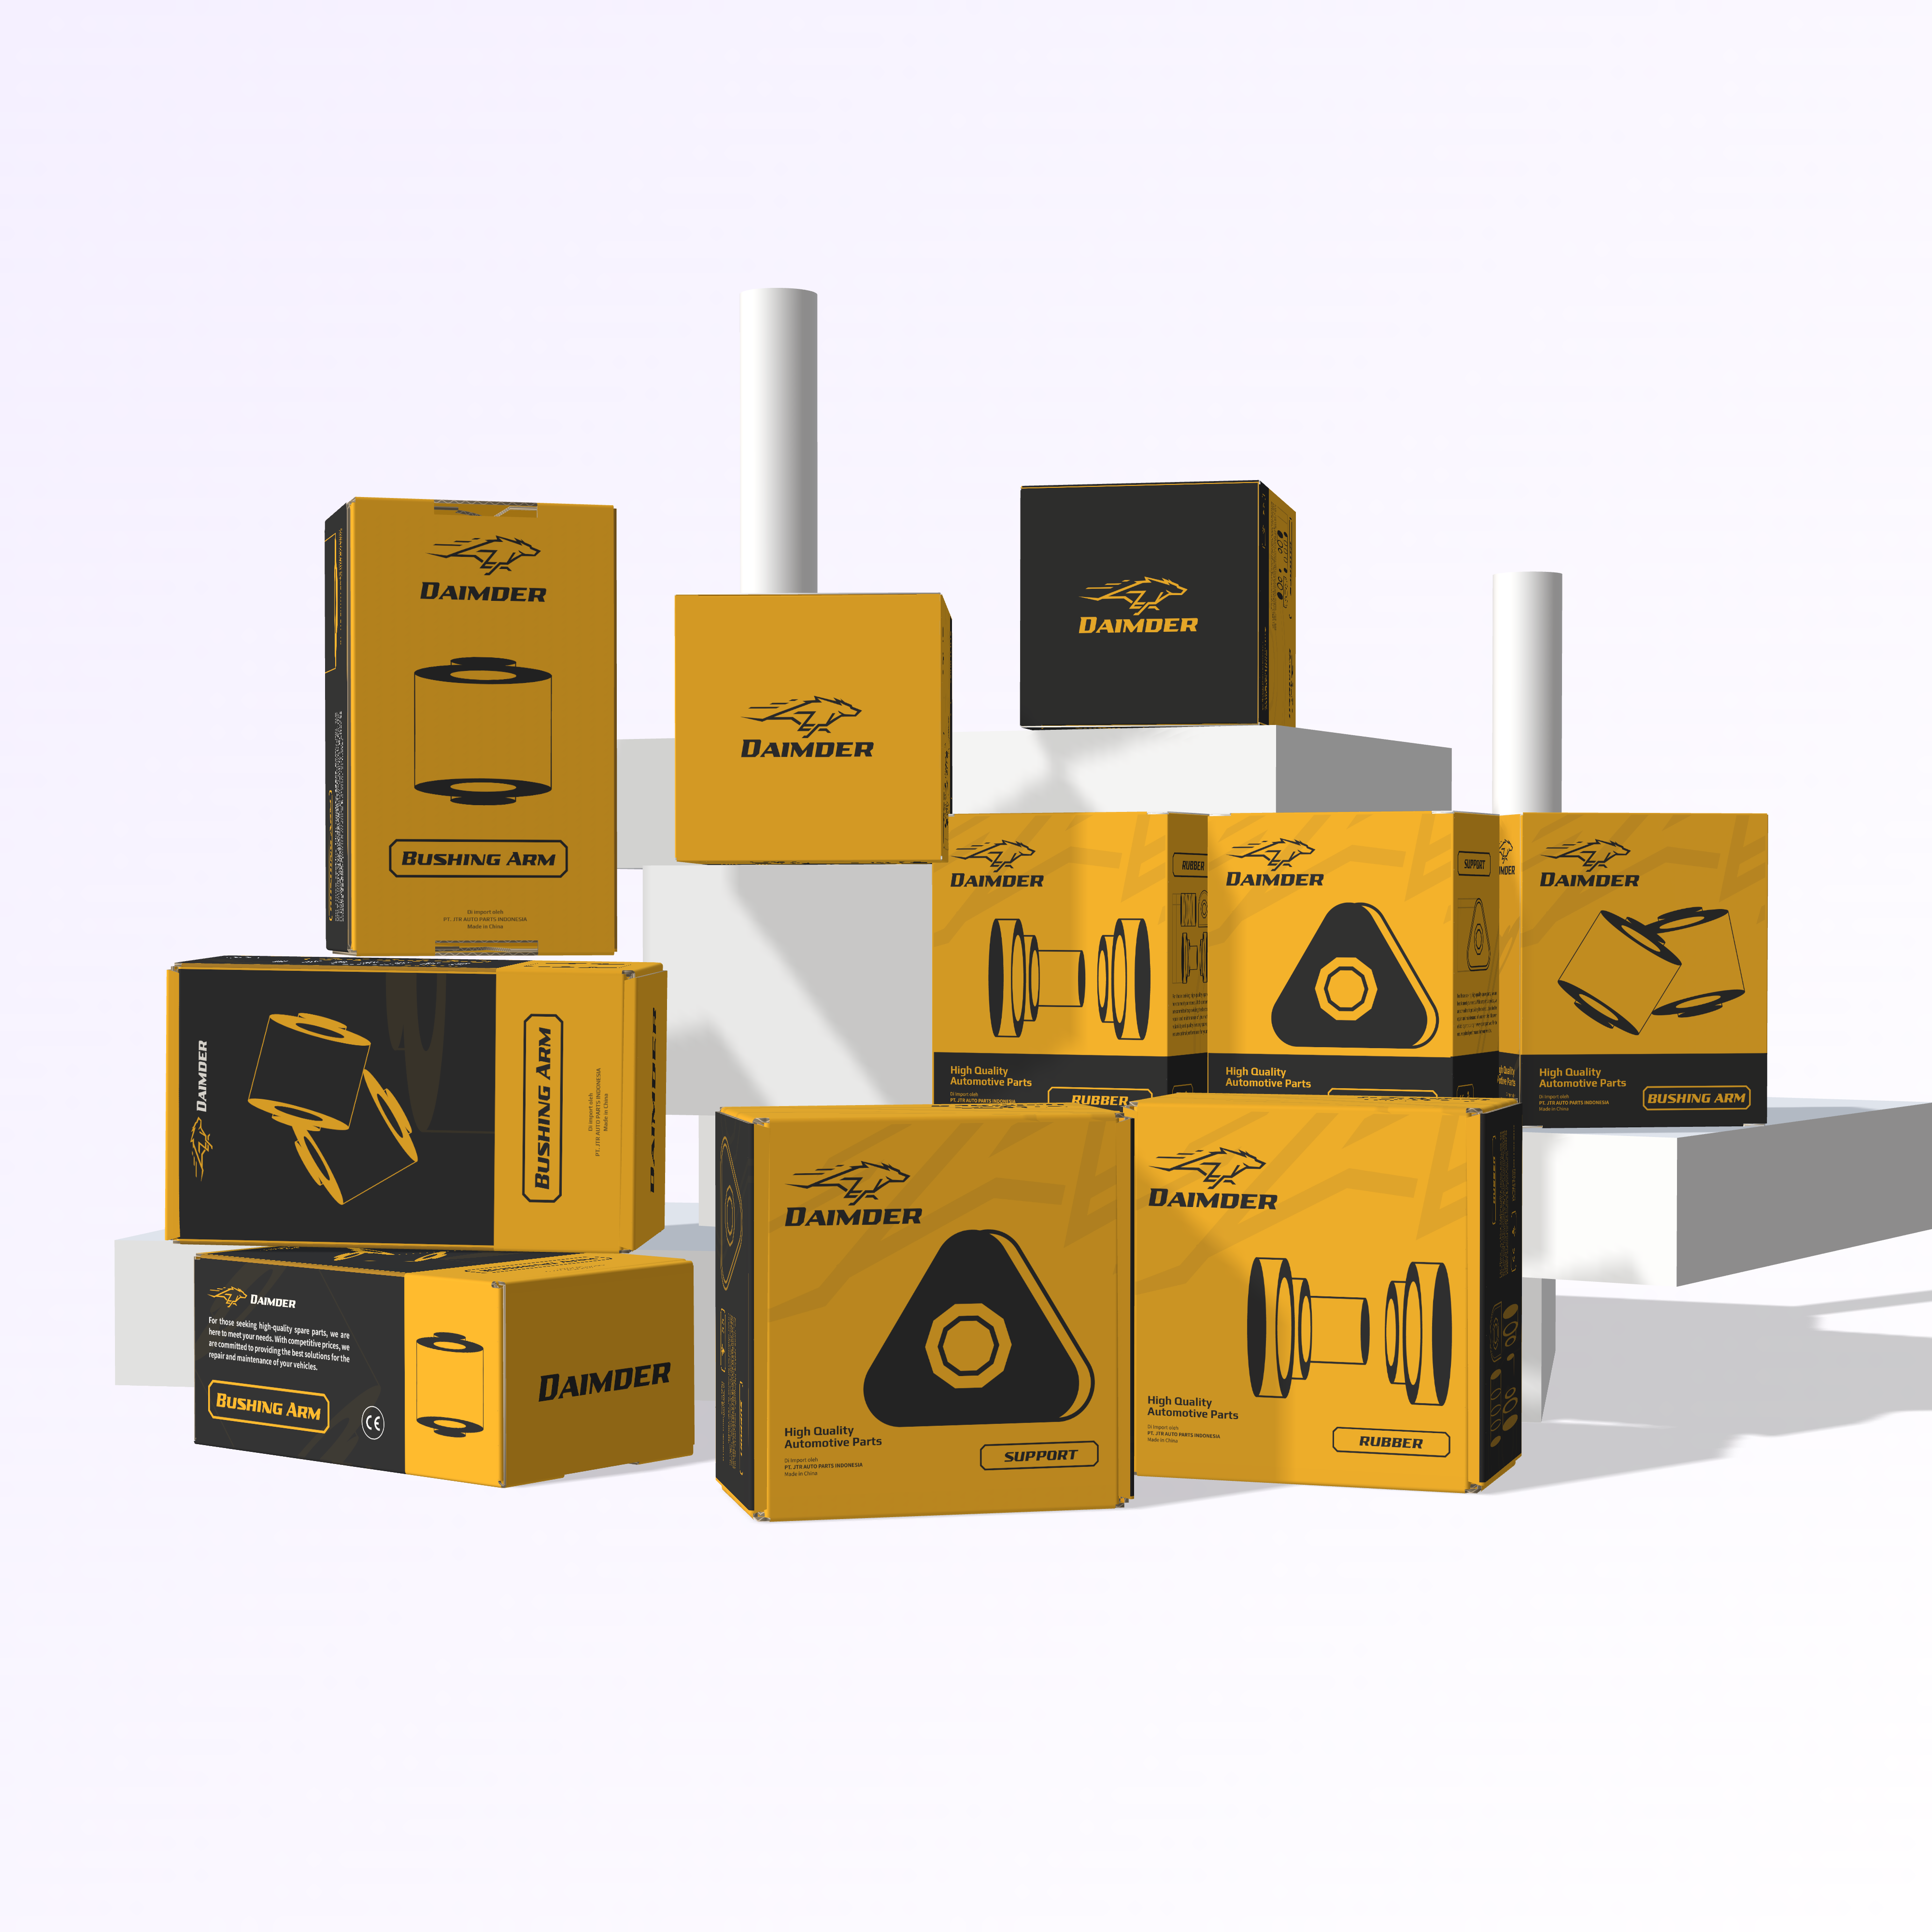 DAIMDER
BUSHING ARM
Di import oleh
PT. JTR AUTO PARTS INDONESIA
Made in China
DAIMDER
DAIMDER
DAIMDER
High Quality
Automotive Parts
Di import oleh
PT. JTR AUTO PARTS INDONESIA
RUBBER
RUBBER
DAIMDER
High Quality
Automotive Parts
SUPPORT
DAIMDER
High Quality
Automotive Parts
Di import oleh
PT. JTR AUTO PARTS INDONESIA
Made in China
BUSHING ARM
DAIMDER
BUSHING ARM
Di import oleh
PT. JTR AUTO PARTS INDONESIA
Made in China
DAIMDER
DAIMDER
For those seeking high-quality spare parts, we are
here to meet your needs. With competitive prices, we
are committed to providing the best solutions for the
repair and maintenance of your vehicles.
BUSHING ARM
CE
DAIMDER
DAIMDER
High Quality
Automotive Parts
Di import oleh
PT. JTR AUTO PARTS INDONESIA
Made in China
SUPPORT
DAIMDER
High Quality
Automotive Parts
Di import oleh
PT. JTR AUTO PARTS INDONESIA
Made in China
RUBBER